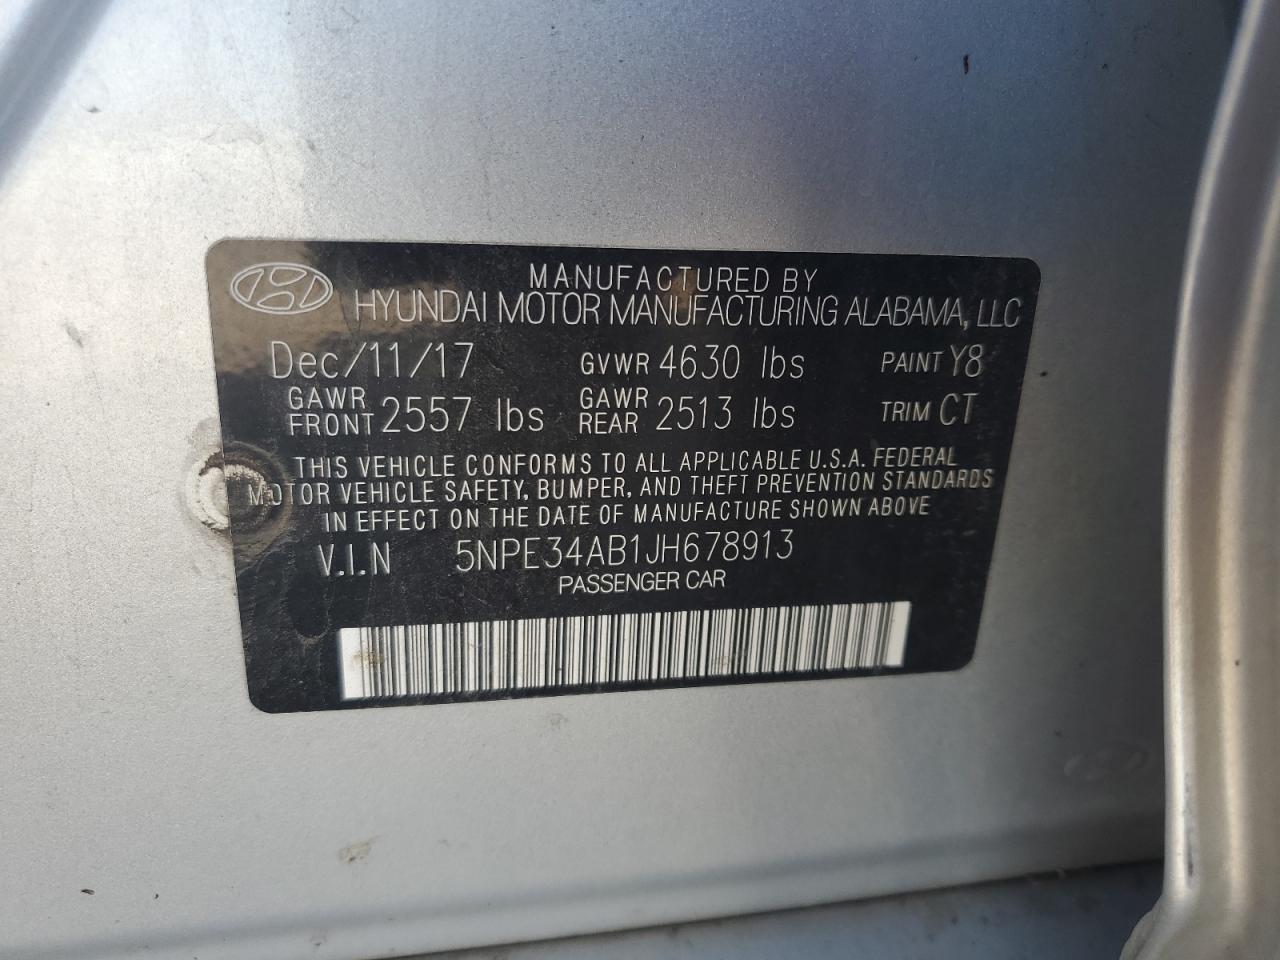 MANUFACTURED BY
HYUNDAI MOTOR MANUFACTURING ALABAMA, LLC
Dec/11/17 GVWR 4630 lbs PAINT Y8
GAWR FRONT 2557 lbs GAWR REAR 2513 lbs TRIM CT
THIS VEHICLE CONFORMS TO ALL APPLICABLE U.S.A. FEDERAL
MOTOR VEHICLE SAFETY, BUMPER, AND THEFT PREVENTION STANDARDS
IN EFFECT ON THE DATE OF MANUFACTURE SHOWN ABOVE
V.I.N 5NPE34AB1JH678913
PASSENGER CAR